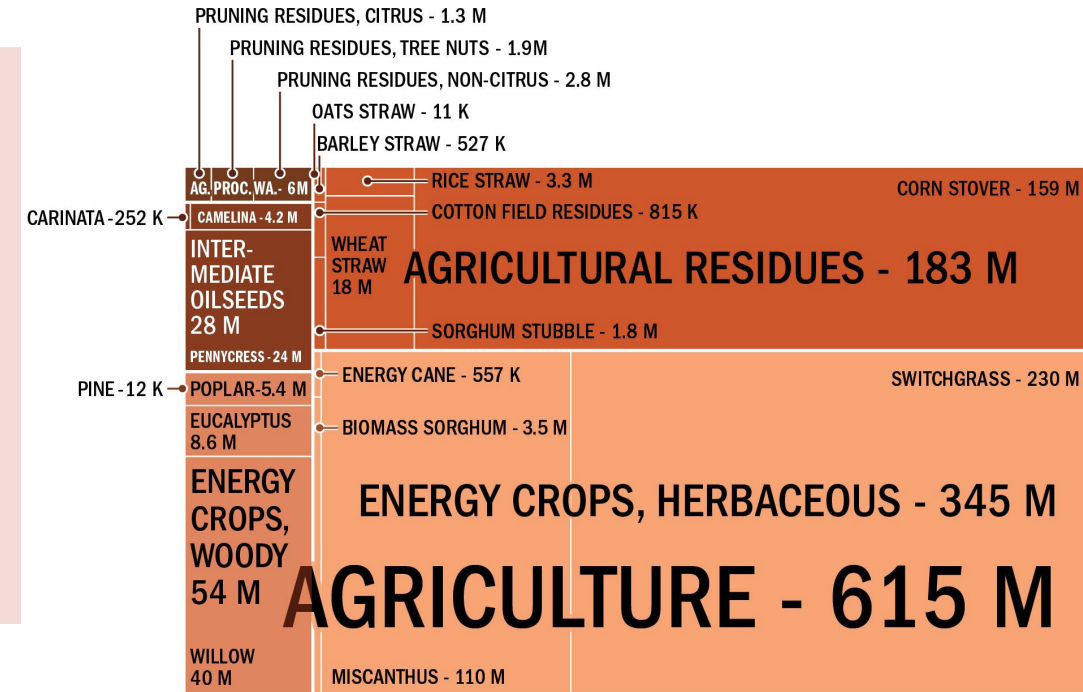 PRUNING RESIDUES, CITRUS - 1.3 M
PRUNING RESIDUES, TREE NUTS - 1.9M
PRUNING RESIDUES, NON-CITRUS - 2.8 M
OATS STRAW - 11 K
BARLEY STRAW - 527 K
AG. PROC. WA.- 6M
RICE STRAW - 3.3 M
CORN STOVER - 159 M
CARINATA -252 K
CAMELINA -4.2 M
COTTON FIELD RESIDUES - 815 K
INTER-
MEDIATE
OILSEEDS
28 M
WHEAT
STRAW
18 M
AGRICULTURAL RESIDUES - 183 M
SORGHUM STUBBLE - 1.8 M
PENNYCRESS -24 M
PINE -12 K
POPLAR-5.4 M
ENERGY CANE - 557 K
SWITCHGRASS - 230 M
EUCALYPTUS
8.6 M
BIOMASS SORGHUM - 3.5 M
ENERGY
CROPS,
WOODY
54 M
ENERGY CROPS, HERBACEOUS - 345 M
AGRICULTURE - 615 M
WILLOW
40 M
MISCANTHUS - 110 M